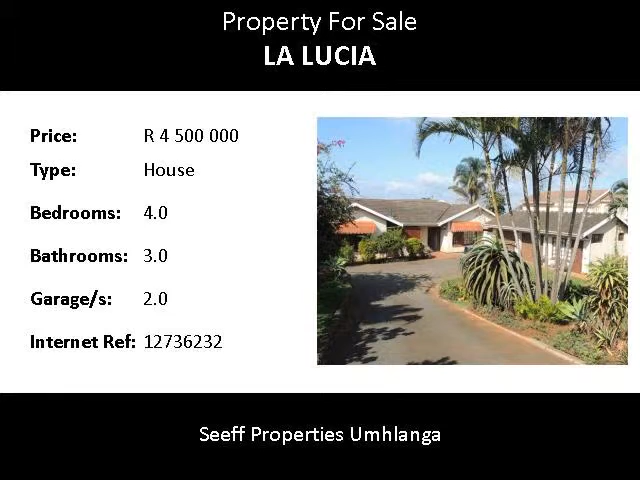 Property For Sale
LA LUCIA
Price: R 4 500 000
Type: House
Bedrooms: 4.0
Bathrooms: 3.0
Garage/s: 2.0
Internet Ref: 12736232
Seeff Properties Umhlanga